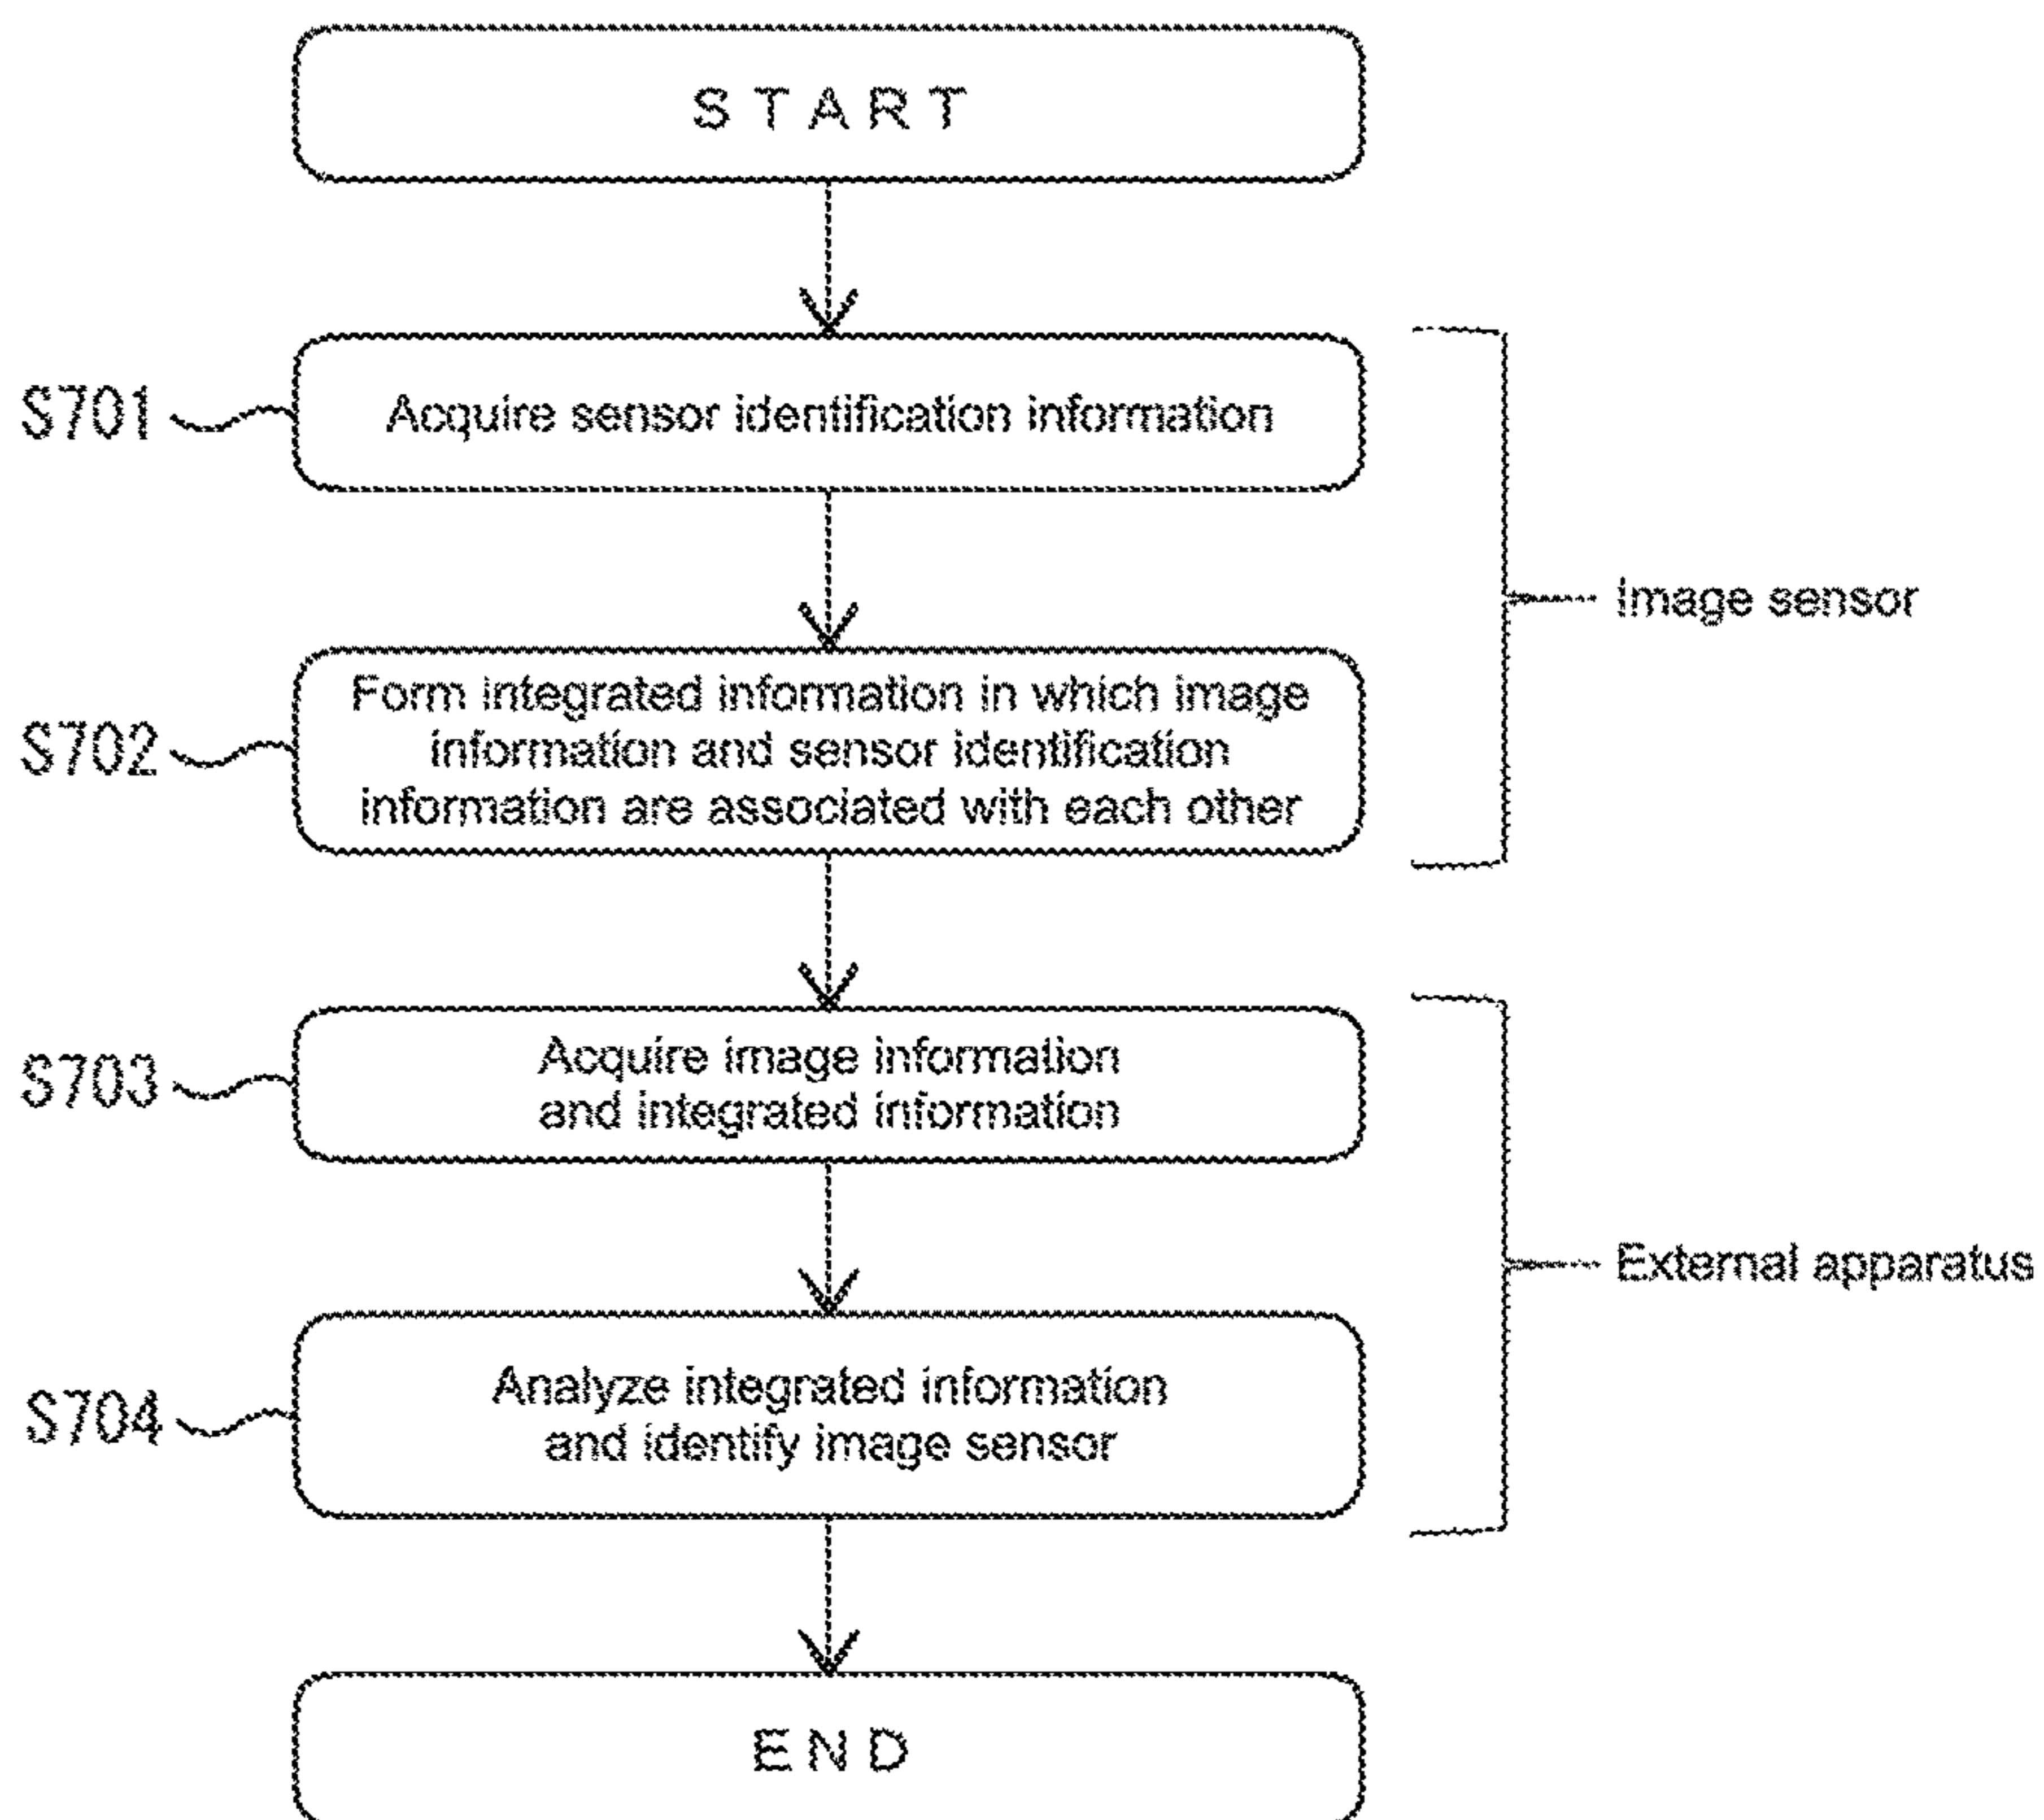 START
S701
Acquire sensor identification information
Image sensor
S702
Form integrated information in which image
information and sensor identification
information are associated with each other
S703
Acquire image information
and integrated information
External apparatus
S704
Analyze integrated information
and identify image sensor
END